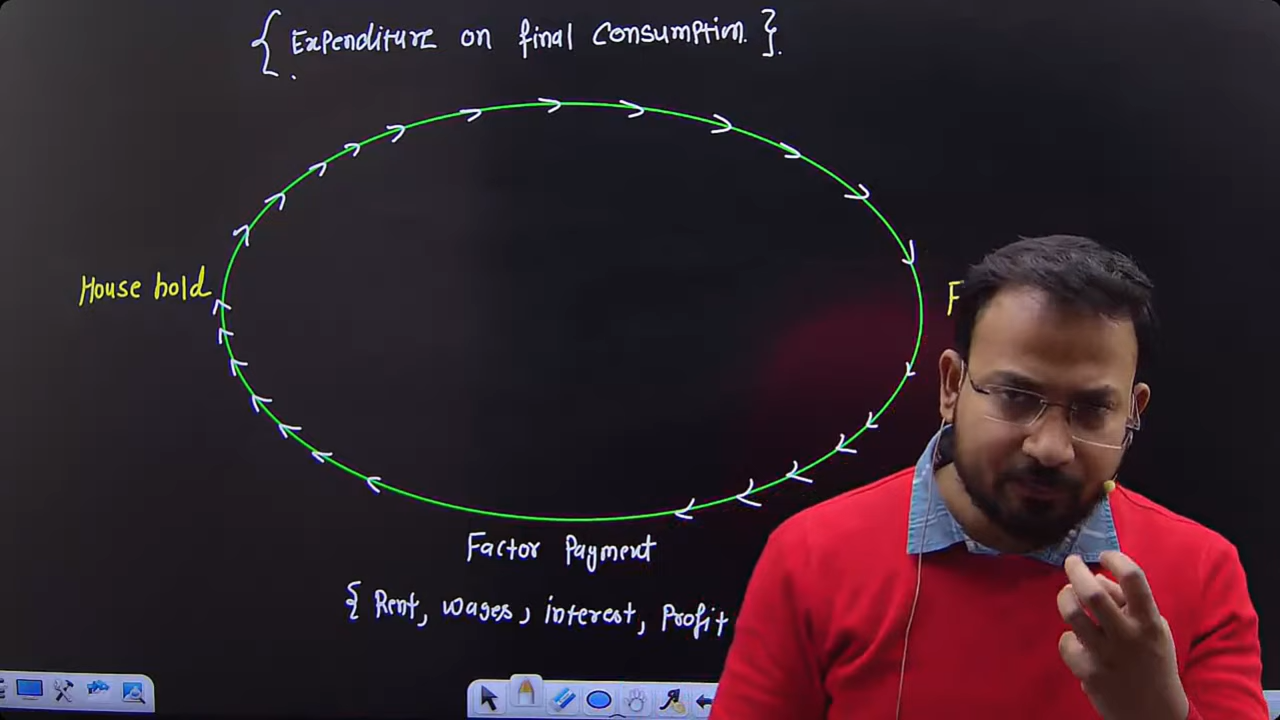 { Expenditure on final Consumption. }.
House hold
F
Factor Payment
{ Rent, wages, interest, Profit